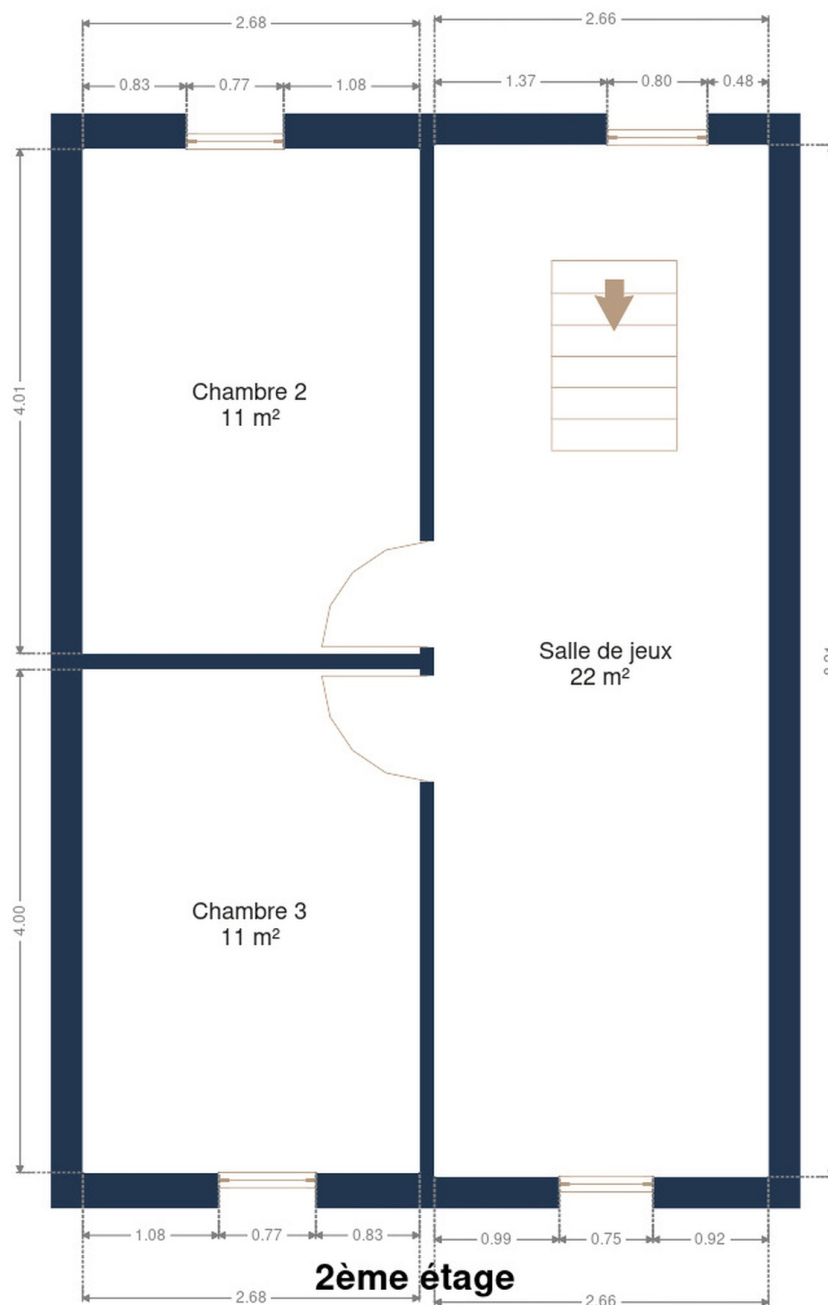 2.68
2.66
0.83 0.77 1.08
1.37 0.80 0.48
4.01
Chambre 2
11 m²
Salle de jeux
22 m²
4.00
Chambre 3
11 m²
1.08 0.77 0.83
0.99 0.75 0.92
2ème étage
2.68
2.66